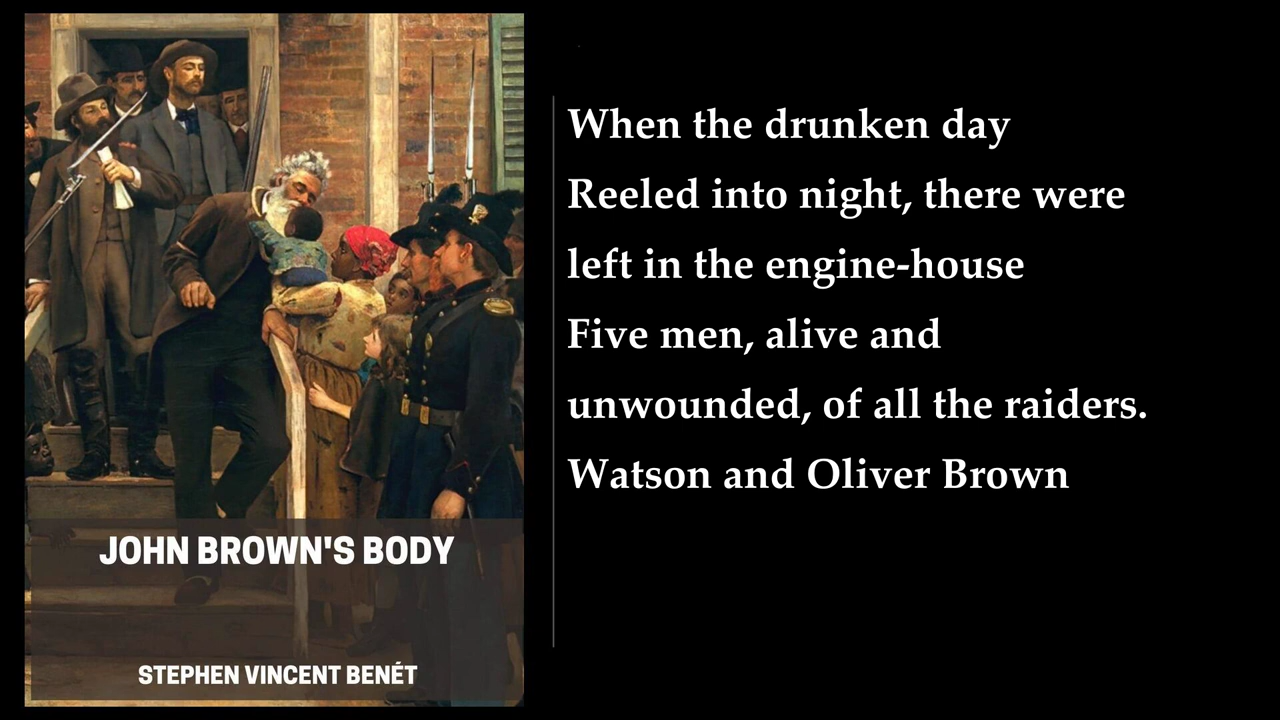 JOHN BROWN'S BODY
STEPHEN VINCENT BENÉT
When the drunken day
Reeled into night, there were
left in the engine-house
Five men, alive and
unwounded, of all the raiders.
Watson and Oliver Brown